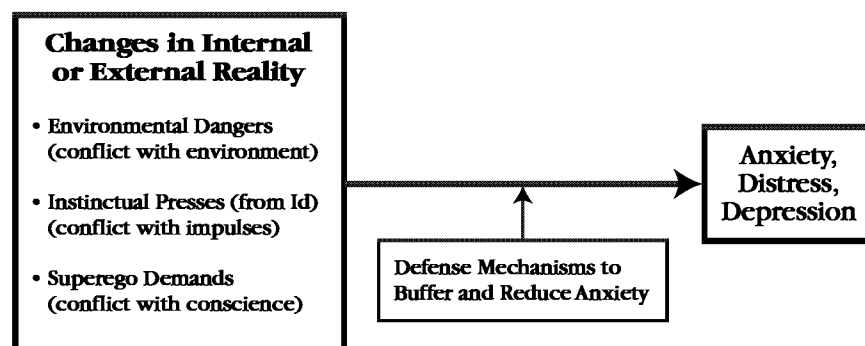 Changes in Internal
or External Reality
• Environmental Dangers
(conflict with environment)
• Instinctual Presses (from Id)
(conflict with impulses)
• Superego Demands
(conflict with conscience)
Defense Mechanisms to
Buffer and Reduce Anxiety
Anxiety,
Distress,
Depression